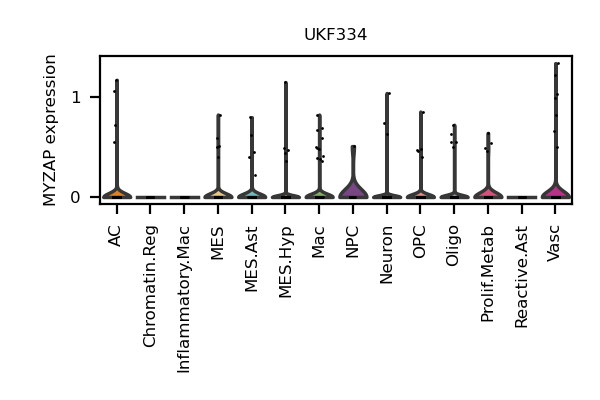 UKF334
MYZAP expression
1
0
AC
Chromatin.Reg
Inflammatory.Mac
MES
MES.Ast
MES.Hyp
Mac
NPC
Neuron
OPC
Oligo
Prolif.Metab
Reactive.Ast
Vasc